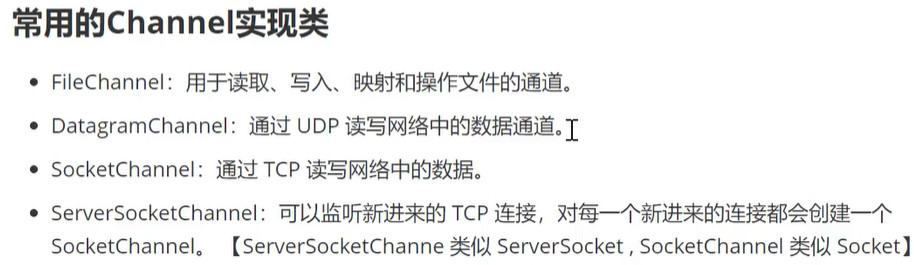 常用的Channel实现类
FileChannel：用于读取、写入、映射和操作文件的通道。
DatagramChannel：通过 UDP 读写网络中的数据通道。
SocketChannel：通过 TCP 读写网络中的数据。
ServerSocketChannel：可以监听新进来的 TCP 连接，对每一个新进来的连接都会创建一个
SocketChannel。 【ServerSocketChanne 类似 ServerSocket , SocketChannel 类似 Socket】